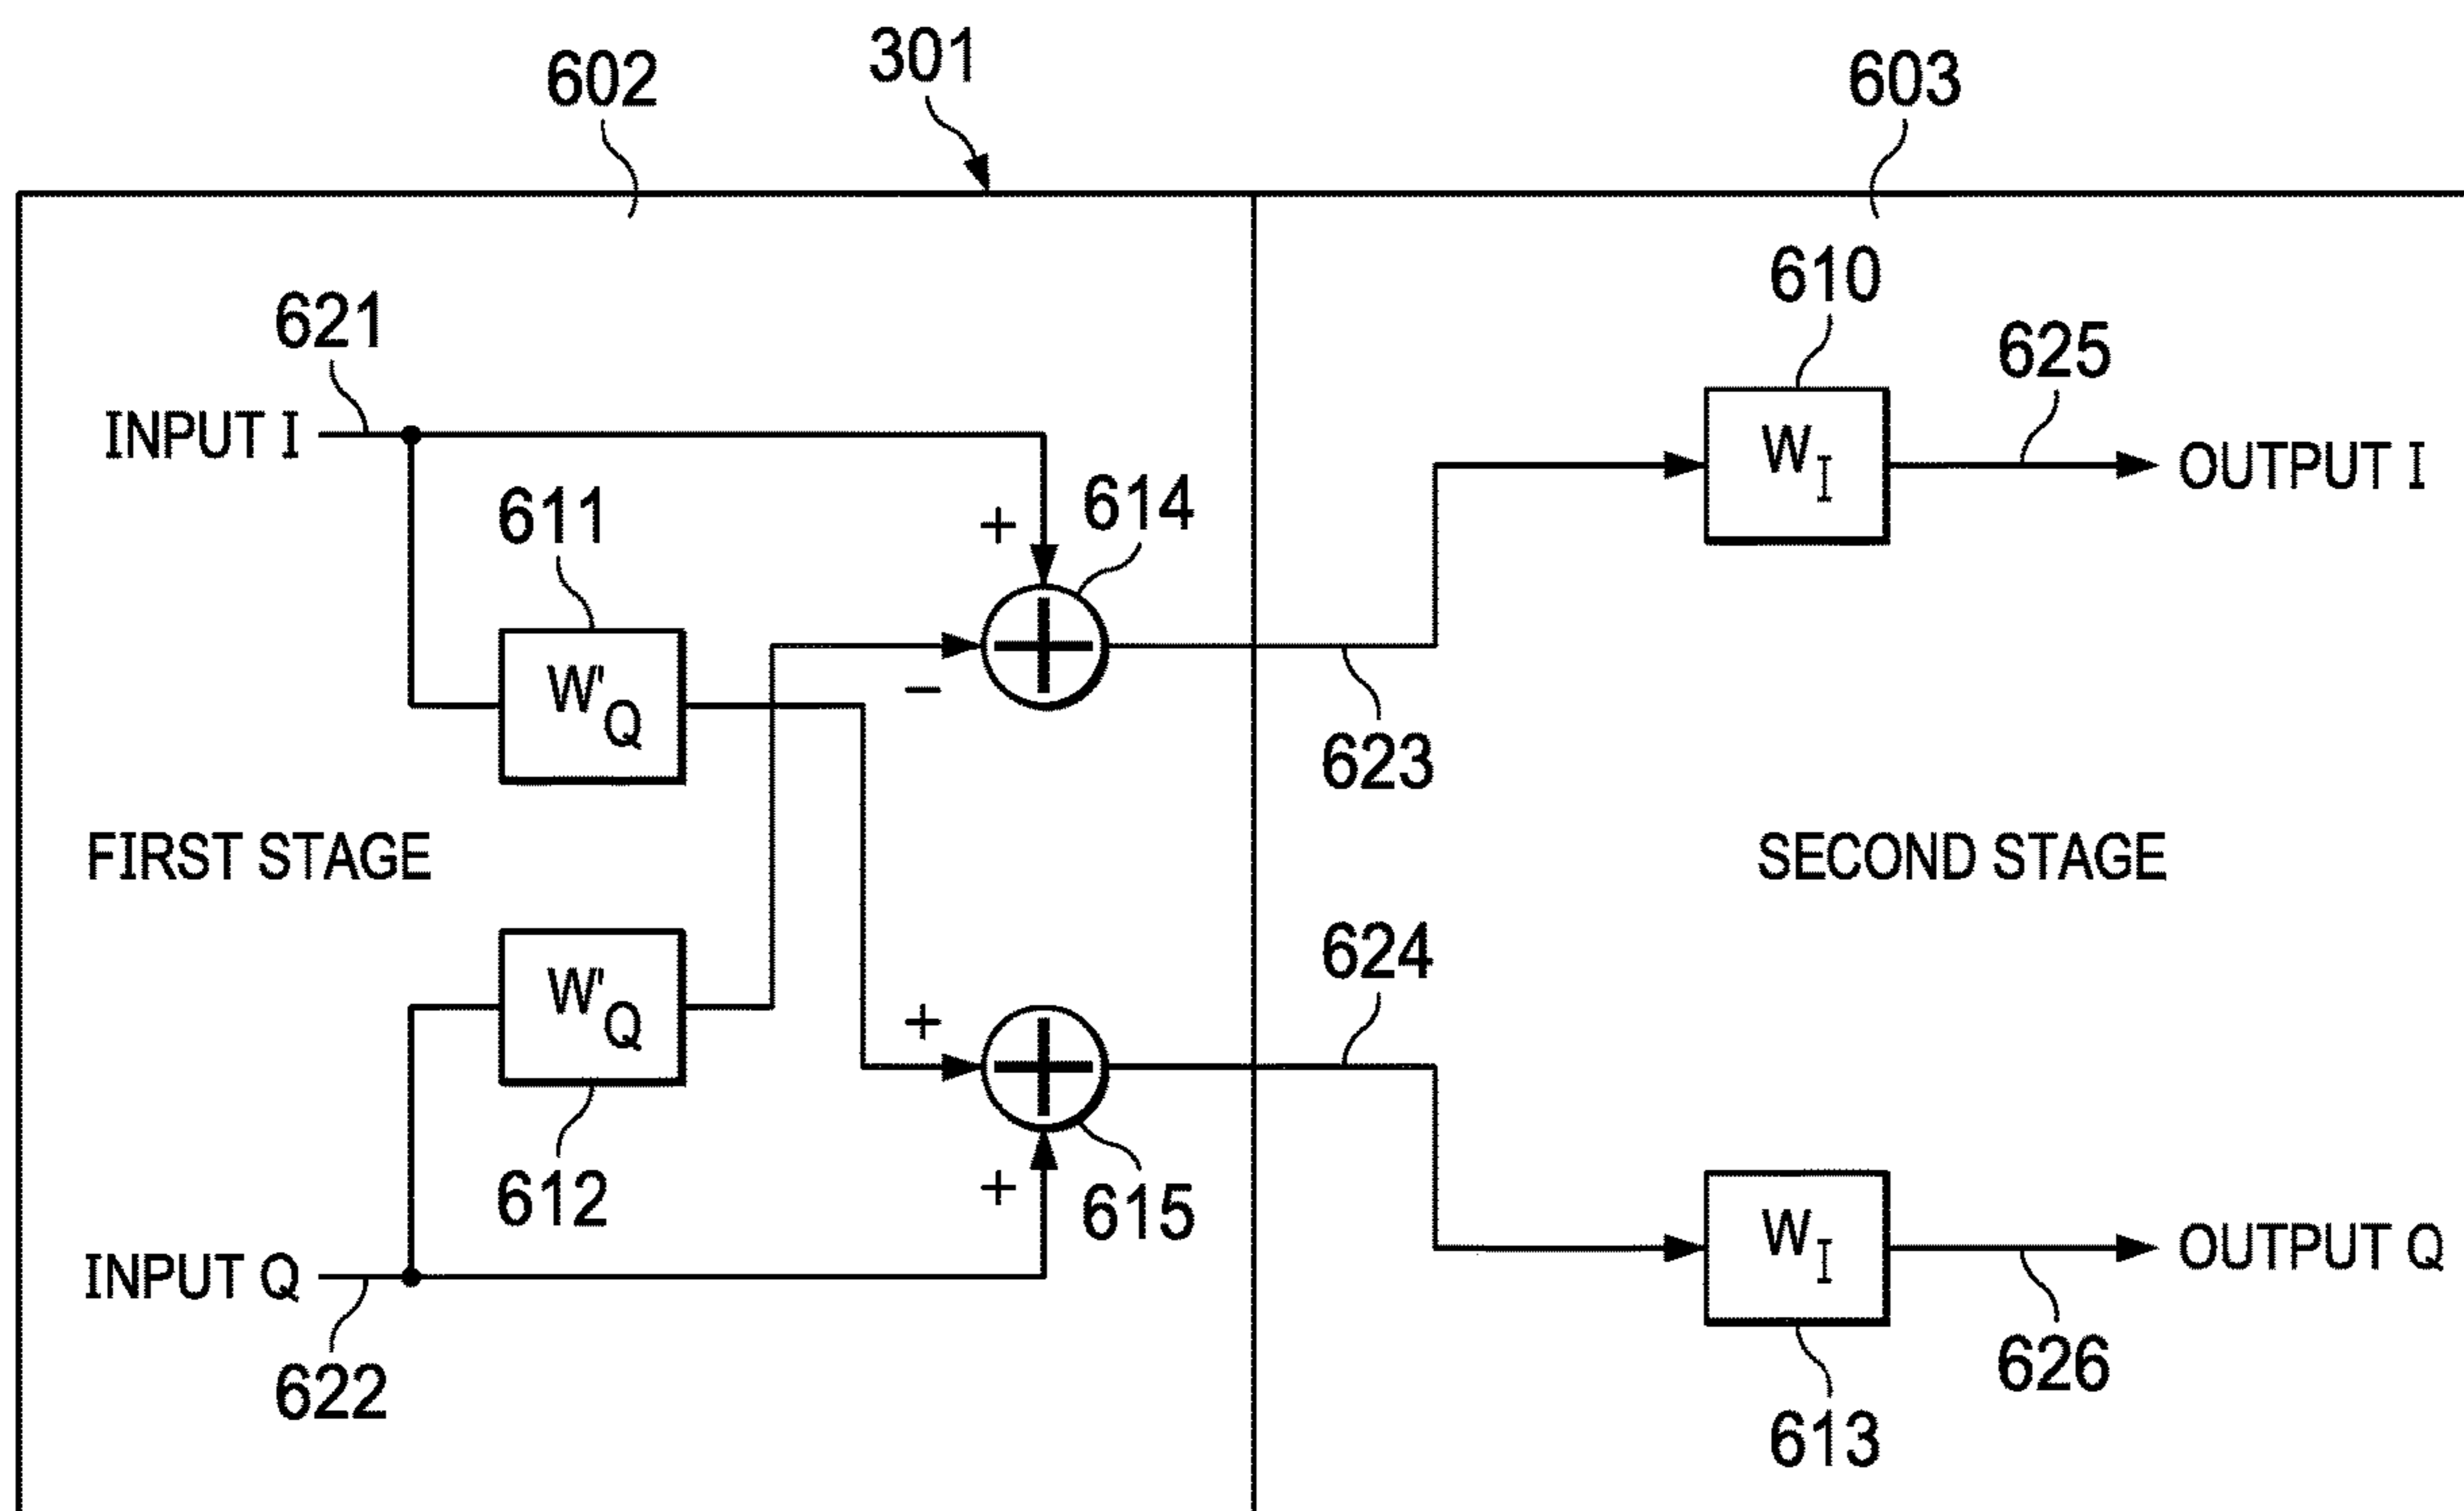 301
602
603
610
621
625
INPUT I
W_I
OUTPUT I
611
+
614
W'_Q
−
623
FIRST STAGE
SECOND STAGE
624
W'_Q
+
612
+
615
INPUT Q
W_I
OUTPUT Q
622
626
613